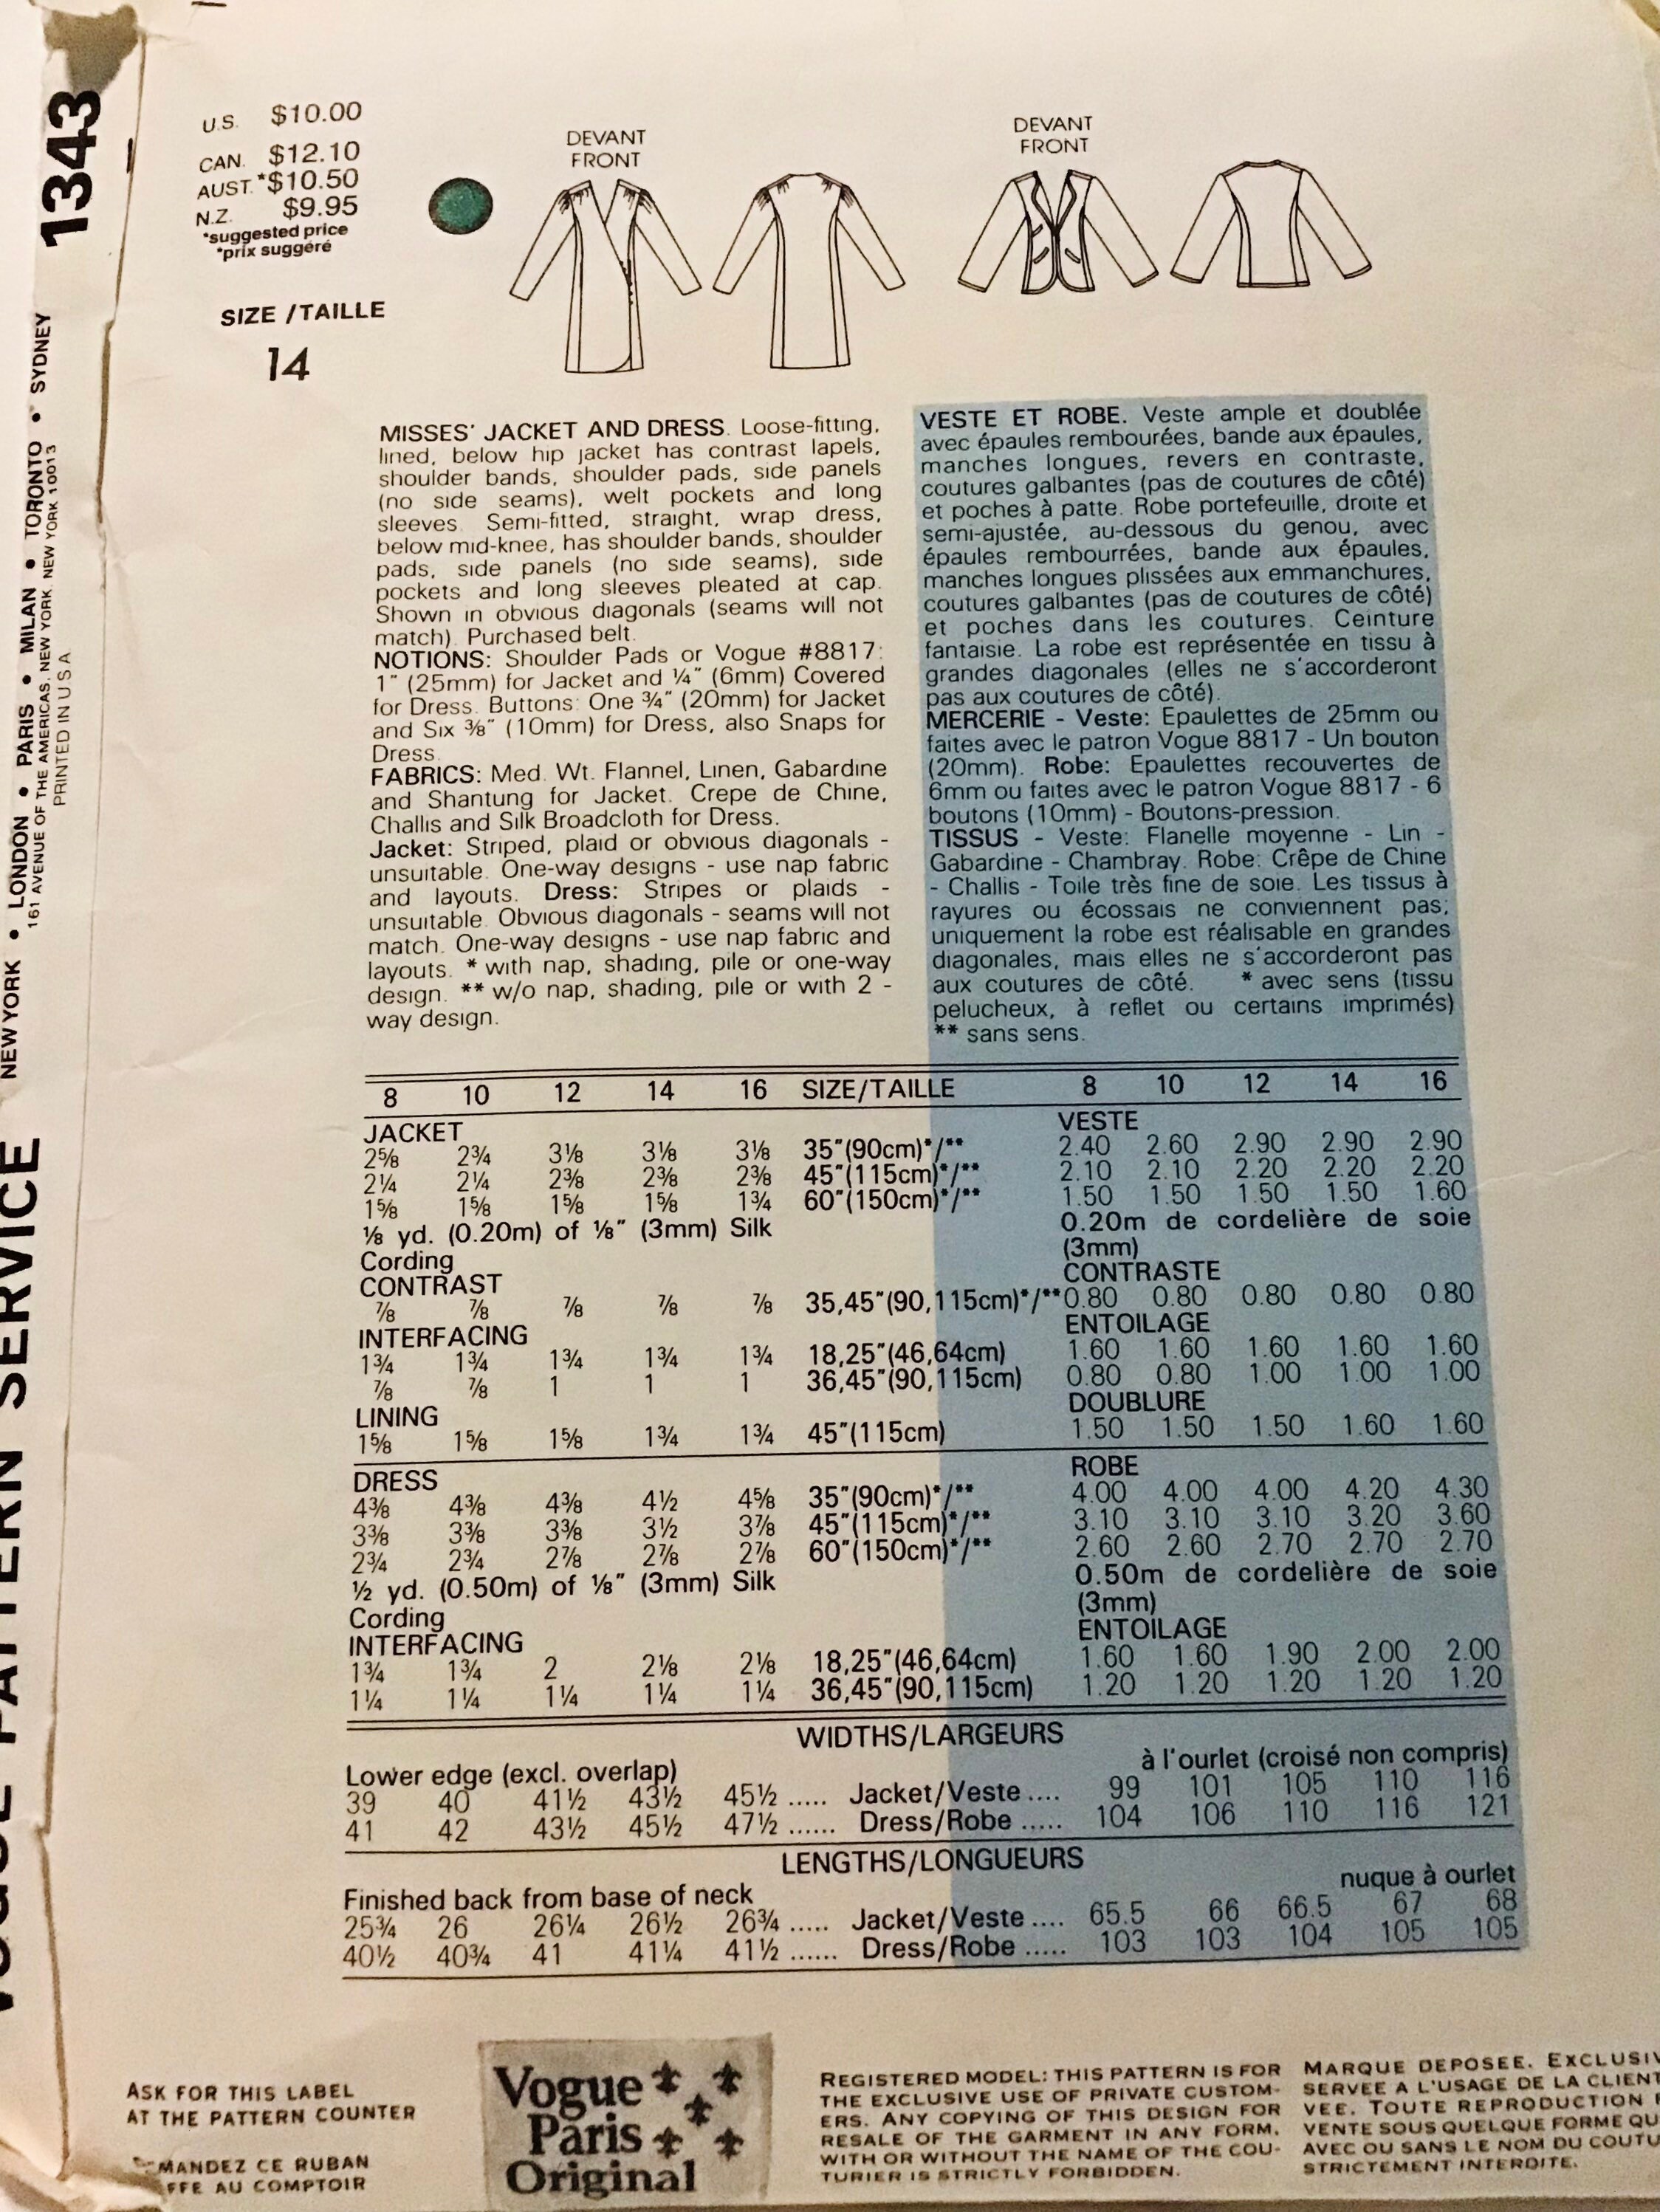 1343
NEW YORK • LONDON • PARIS • MILAN • TORONTO • SYDNEY
161 AVENUE OF THE AMERICAS, NEW YORK, NEW YORK 10013
PRINTED IN U S A
PATTERN SERVICE
U.S. $10.00
CAN. $12.10
AUST. *$10.50
N.Z. $9.95
*suggested price
*prix suggéré
SIZE / TAILLE
14
DEVANT
FRONT
DEVANT
FRONT
MISSES' JACKET AND DRESS. Loose-fitting,
lined, below hip jacket has contrast lapels,
shoulder bands, shoulder pads, side panels
(no side seams), welt pockets and long
sleeves. Semi-fitted, straight, wrap dress,
below mid-knee, has shoulder bands, shoulder
pads, side panels (no side seams), side
pockets and long sleeves pleated at cap.
Shown in obvious diagonals (seams will not
match). Purchased belt.
NOTIONS: Shoulder Pads or Vogue #8817:
1" (25mm) for Jacket and ¼" (6mm) Covered
for Dress. Buttons: One ¾" (20mm) for Jacket
and Six ⅜" (10mm) for Dress, also Snaps for
Dress.
FABRICS: Med. Wt. Flannel, Linen, Gabardine
and Shantung for Jacket. Crepe de Chine,
Challis and Silk Broadcloth for Dress.
Jacket: Striped, plaid or obvious diagonals -
unsuitable. One-way designs - use nap fabric
and layouts. Dress: Stripes or plaids -
unsuitable. Obvious diagonals - seams will not
match. One-way designs - use nap fabric and
layouts. * with nap, shading, pile or one-way
design. ** w/o nap, shading, pile or with 2 -
way design.
VESTE ET ROBE. Veste ample et doublée
avec épaules rembourées, bande aux épaules,
manches longues, revers en contraste,
coutures galbantes (pas de coutures de côté)
et poches à patte. Robe portefeuille, droite et
semi-ajustée, au-dessous du genou, avec
épaules rembourrées, bande aux épaules,
manches longues plissées aux emmanchures,
coutures galbantes (pas de coutures de côté)
et poches dans les coutures. Ceinture
fantaisie. La robe est représentée en tissu à
grandes diagonales (elles ne s'accorderont
pas aux coutures de côté).
MERCERIE - Veste: Epaulettes de 25mm ou
faites avec le patron Vogue 8817 - Un bouton
(20mm). Robe: Epaulettes recouvertes de
6mm ou faites avec le patron Vogue 8817 - 6
boutons (10mm) - Boutons-pression.
TISSUS - Veste: Flanelle moyenne - Lin -
Gabardine - Chambray. Robe: Crêpe de Chine
- Challis - Toile très fine de soie. Les tissus à
rayures ou écossais ne conviennent pas;
uniquement la robe est réalisable en grandes
diagonales, mais elles ne s'accorderont pas
aux coutures de côté. * avec sens (tissu
pelucheux, à reflet ou certains imprimés)
** sans sens.
8 10 12 14 16 SIZE/TAILLE 8 10 12 14 16
JACKET VESTE
2⅝ 2¾ 3⅛ 3⅛ 3⅛ 35"(90cm)*/** 2.40 2.60 2.90 2.90 2.90
2¼ 2¼ 2⅜ 2⅜ 2⅜ 45"(115cm)*/** 2.10 2.10 2.20 2.20 2.20
1⅝ 1⅝ 1⅝ 1⅝ 1¾ 60"(150cm)*/** 1.50 1.50 1.50 1.50 1.60
⅛ yd. (0.20m) of ⅛" (3mm) Silk 0.20m de cordelière de soie
Cording (3mm)
CONTRAST CONTRASTE
⅞ ⅞ ⅞ ⅞ ⅞ 35,45"(90,115cm)*/** 0.80 0.80 0.80 0.80 0.80
INTERFACING ENTOILAGE
1¾ 1¾ 1¾ 1¾ 1¾ 18,25"(46,64cm) 1.60 1.60 1.60 1.60 1.60
⅞ ⅞ 1 1 1 36,45"(90,115cm) 0.80 0.80 1.00 1.00 1.00
LINING DOUBLURE
1⅝ 1⅝ 1⅝ 1¾ 1¾ 45"(115cm) 1.50 1.50 1.50 1.60 1.60
DRESS ROBE
4⅜ 4⅜ 4⅜ 4½ 4⅝ 35"(90cm)*/** 4.00 4.00 4.00 4.20 4.30
3⅜ 3⅜ 3⅜ 3½ 3⅞ 45"(115cm)*/** 3.10 3.10 3.10 3.20 3.60
2¾ 2¾ 2⅞ 2⅞ 2⅞ 60"(150cm)*/** 2.60 2.60 2.70 2.70 2.70
½ yd. (0.50m) of ⅛" (3mm) Silk 0.50m de cordelière de soie
Cording (3mm)
INTERFACING ENTOILAGE
1¾ 1¾ 2 2⅛ 2⅛ 18,25"(46,64cm) 1.60 1.60 1.90 2.00 2.00
1¼ 1¼ 1¼ 1¼ 1¼ 36,45"(90,115cm) 1.20 1.20 1.20 1.20 1.20
WIDTHS/LARGEURS
Lower edge (excl. overlap) à l'ourlet (croisé non compris)
39 40 41½ 43½ 45½ ..... Jacket/Veste .... 99 101 105 110 116
41 42 43½ 45½ 47½ ...... Dress/Robe ..... 104 106 110 116 121
LENGTHS/LONGUEURS
Finished back from base of neck nuque à ourlet
25¾ 26 26¼ 26½ 26¾ ..... Jacket/Veste .... 65.5 66 66.5 67 68
40½ 40¾ 41 41¼ 41½ ...... Dress/Robe ..... 103 103 104 105 105
ASK FOR THIS LABEL
AT THE PATTERN COUNTER
MANDEZ CE RUBAN
FFE AU COMPTOIR
Vogue
Paris
Original
REGISTERED MODEL: THIS PATTERN IS FOR
THE EXCLUSIVE USE OF PRIVATE CUSTOM-
ERS. ANY COPYING OF THIS DESIGN FOR
RESALE OF THE GARMENT IN ANY FORM,
WITH OR WITHOUT THE NAME OF THE COU-
TURIER IS STRICTLY FORBIDDEN.
MARQUE DEPOSEE. EXCLUSIV
SERVEE A L'USAGE DE LA CLIENT
VEE. TOUTE REPRODUCTION
VENTE SOUS QUELQUE FORME QU
AVEC OU SANS LE NOM DU COUTU
STRICTEMENT INTERDITE.